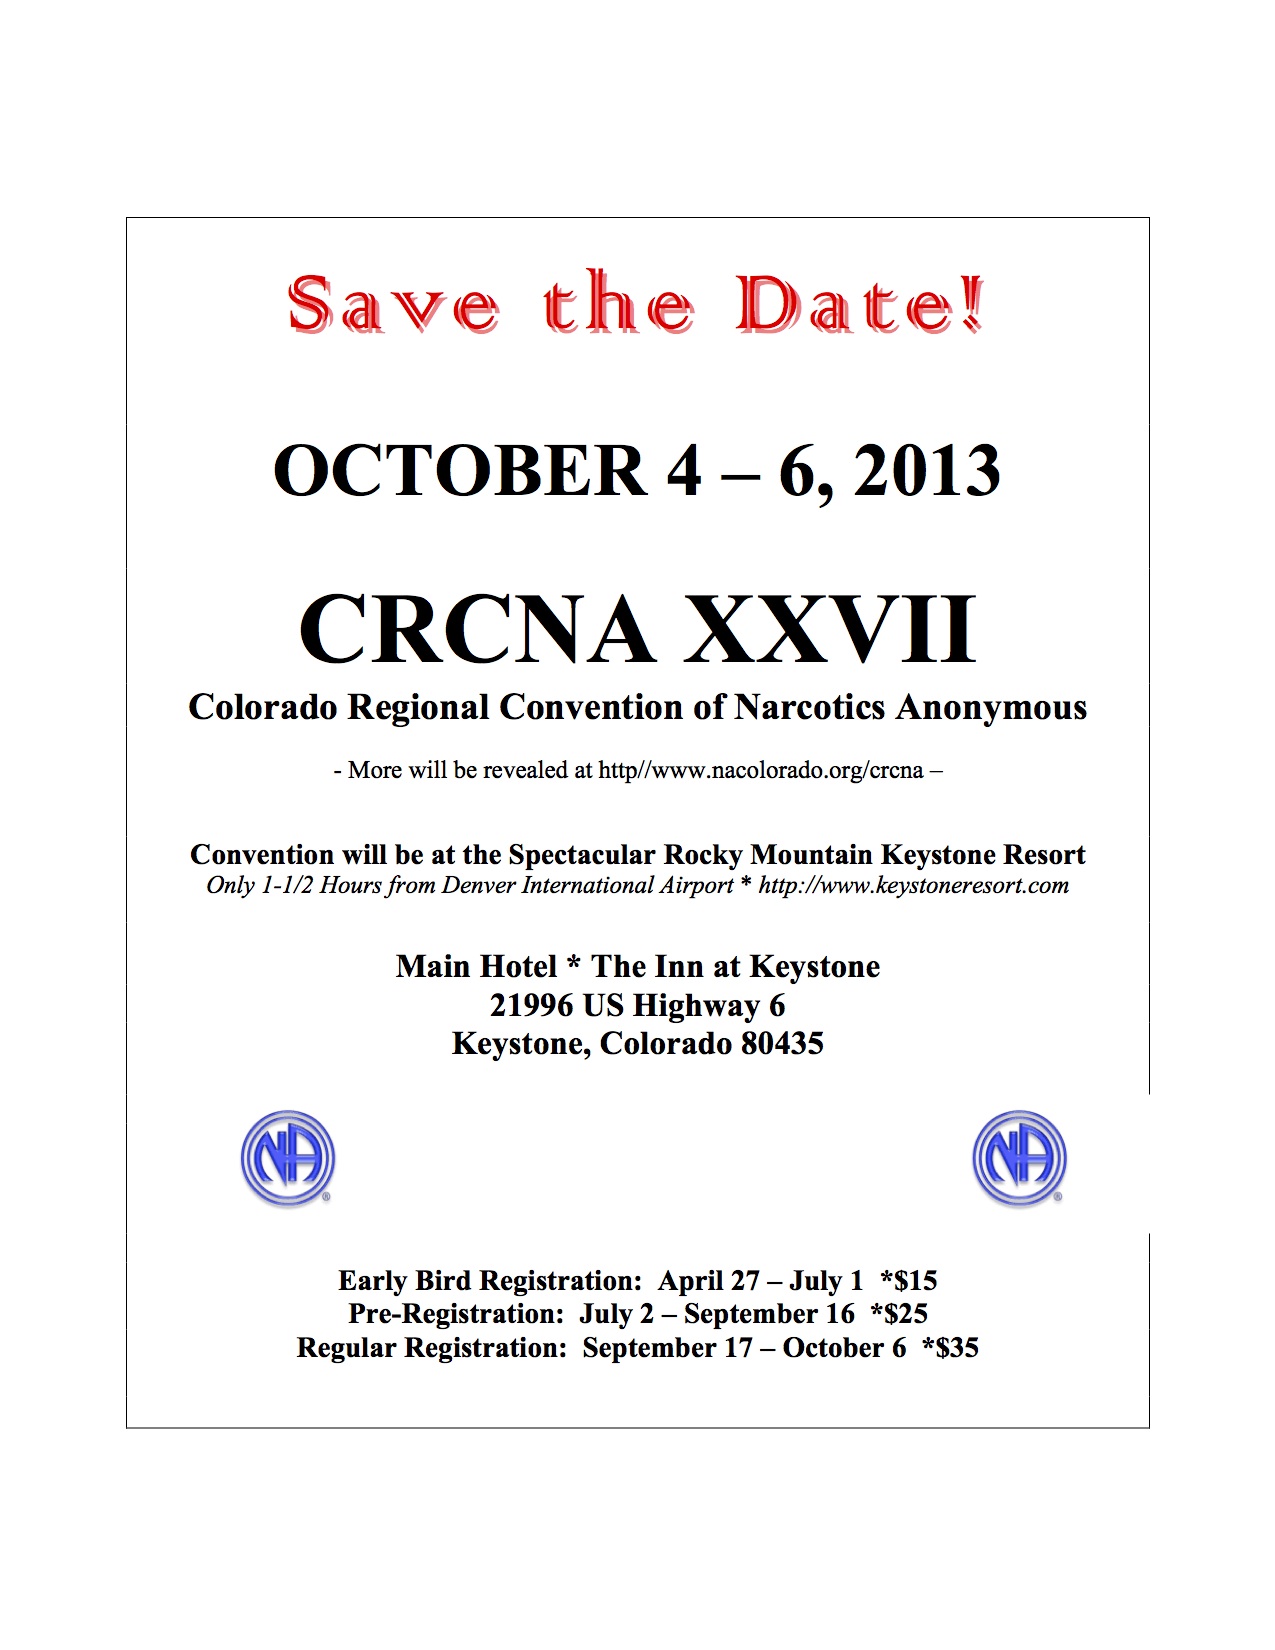 Save the Date!
OCTOBER 4 – 6, 2013
CRCNA XXVII
Colorado Regional Convention of Narcotics Anonymous
- More will be revealed at http//www.nacolorado.org/crcna –
Convention will be at the Spectacular Rocky Mountain Keystone Resort
Only 1-1/2 Hours from Denver International Airport * http://www.keystoneresort.com
Main Hotel * The Inn at Keystone
21996 US Highway 6
Keystone, Colorado 80435
NA ® NA ®
Early Bird Registration:  April 27 – July 1  *$15
Pre-Registration:  July 2 – September 16  *$25
Regular Registration:  September 17 – October 6  *$35